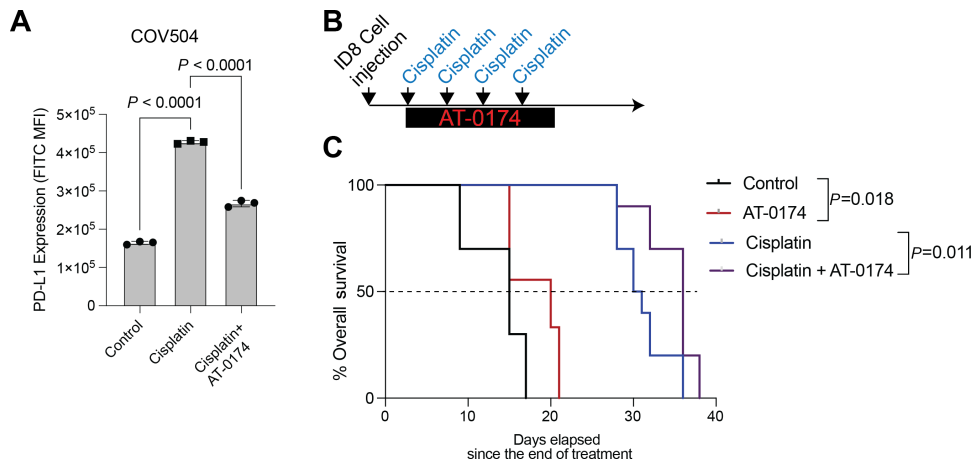 A
COV504
P < 0.0001
P < 0.0001
PD-L1 Expression (FITC MFI)
5×10⁵
4×10⁵
3×10⁵
2×10⁵
1×10⁵
0
Control
Cisplatin
Cisplatin+
AT-0174
B
ID8 Cell
injection
Cisplatin
Cisplatin
Cisplatin
Cisplatin
AT-0174
C
% Overall survival
100
50
0
0
10
20
30
40
Days elapsed
since the end of treatment
Control
AT-0174
P=0.018
Cisplatin
Cisplatin + AT-0174
P=0.011